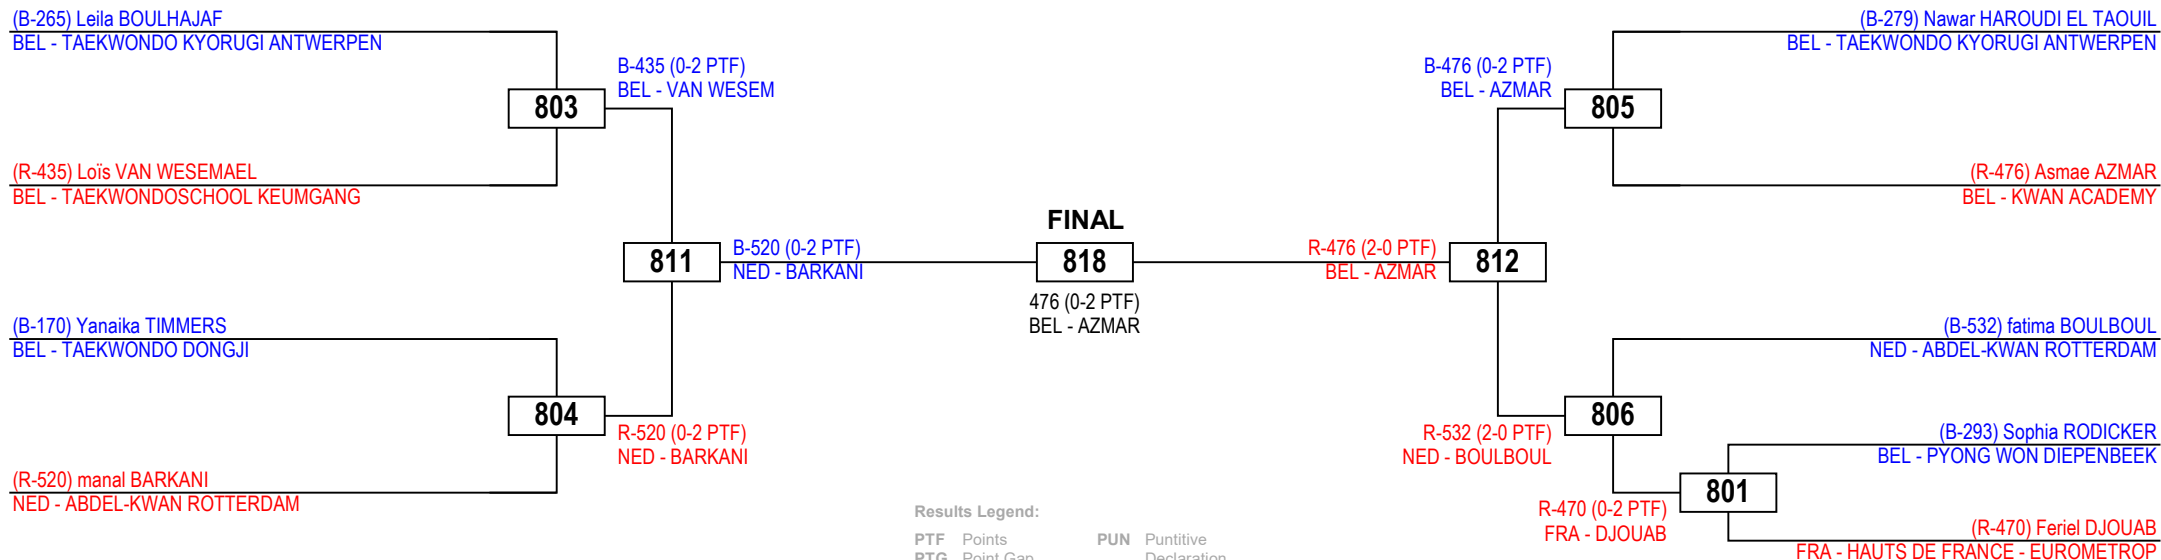 (B-265) Leila BOULHAJAF
BEL - TAEKWONDO KYORUGI ANTWERPEN
B-435 (0-2 PTF)
BEL - VAN WESEM
803
(R-435) Loïs VAN WESEMAEL
BEL - TAEKWONDOSCHOOL KEUMGANG
811
B-520 (0-2 PTF)
NED - BARKANI
(B-170) Yanaika TIMMERS
BEL - TAEKWONDO DONGJI
804
R-520 (0-2 PTF)
NED - BARKANI
(R-520) manal BARKANI
NED - ABDEL-KWAN ROTTERDAM
FINAL
818
476 (0-2 PTF)
BEL - AZMAR
(B-279) Nawar HAROUDI EL TAOUIL
BEL - TAEKWONDO KYORUGI ANTWERPEN
B-476 (0-2 PTF)
BEL - AZMAR
805
(R-476) Asmae AZMAR
BEL - KWAN ACADEMY
R-476 (2-0 PTF)
BEL - AZMAR
812
(B-532) fatima BOULBOUL
NED - ABDEL-KWAN ROTTERDAM
806
R-532 (2-0 PTF)
NED - BOULBOUL
(B-293) Sophia RODICKER
BEL - PYONG WON DIEPENBEEK
801
R-470 (0-2 PTF)
FRA - DJOUAB
(R-470) Feriel DJOUAB
FRA - HAUTS DE FRANCE - EUROMETROP
Results Legend:
PTF Points PUN Puntitive
PTG Point Gap Declaration